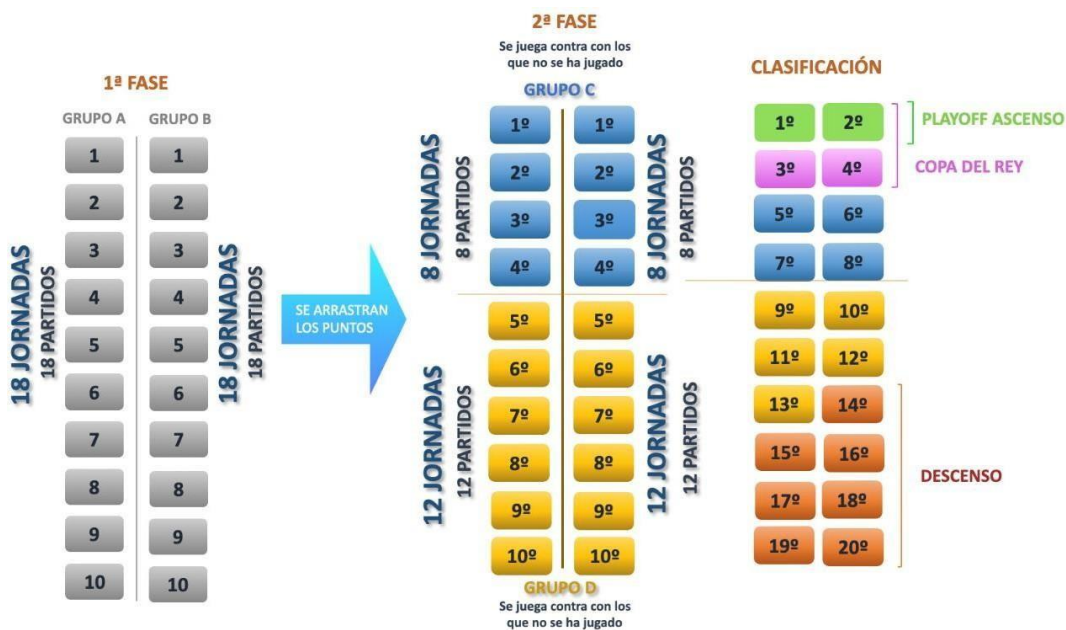 1ª FASE
GRUPO A
GRUPO B
1
1
2
2
3
3
4
4
5
5
6
6
7
7
8
8
9
9
10
10
18 JORNADAS
18 PARTIDOS
18 JORNADAS
18 PARTIDOS
SE ARRASTRAN
LOS PUNTOS
2ª FASE
Se juega contra con los
que no se ha jugado
GRUPO C
1º
1º
2º
2º
3º
3º
4º
4º
8 JORNADAS
8 PARTIDOS
8 JORNADAS
8 PARTIDOS
5º
5º
6º
6º
7º
7º
8º
8º
9º
9º
10º
10º
12 JORNADAS
12 PARTIDOS
12 JORNADAS
12 PARTIDOS
GRUPO D
Se juega contra con los
que no se ha jugado
CLASIFICACIÓN
1º
2º
PLAYOFF ASCENSO
3º
4º
COPA DEL REY
5º
6º
7º
8º
9º
10º
11º
12º
13º
14º
15º
16º
17º
18º
19º
20º
DESCENSO